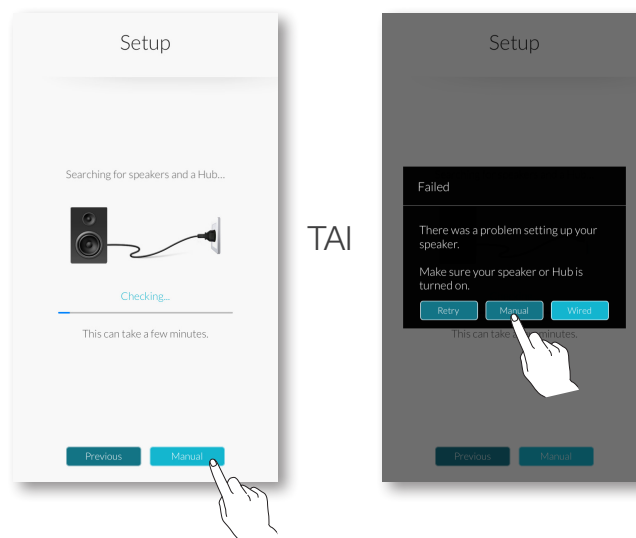 Setup
Searching for speakers and a Hub...
Checking...
This can take a few minutes.
Previous
Manual
TAI
Setup
Failed
There was a problem setting up your
speaker.
Make sure your speaker or Hub is
turned on.
Retry
Manual
Wired
This can take minutes.
Previous
Manual